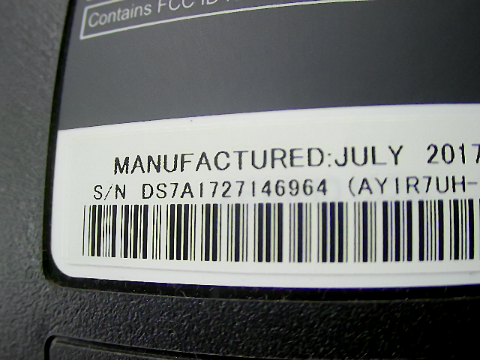 Contains FCC ID
MANUFACTURED:JULY 2017
S/N DS7A1727146964 (AY1R7UH-